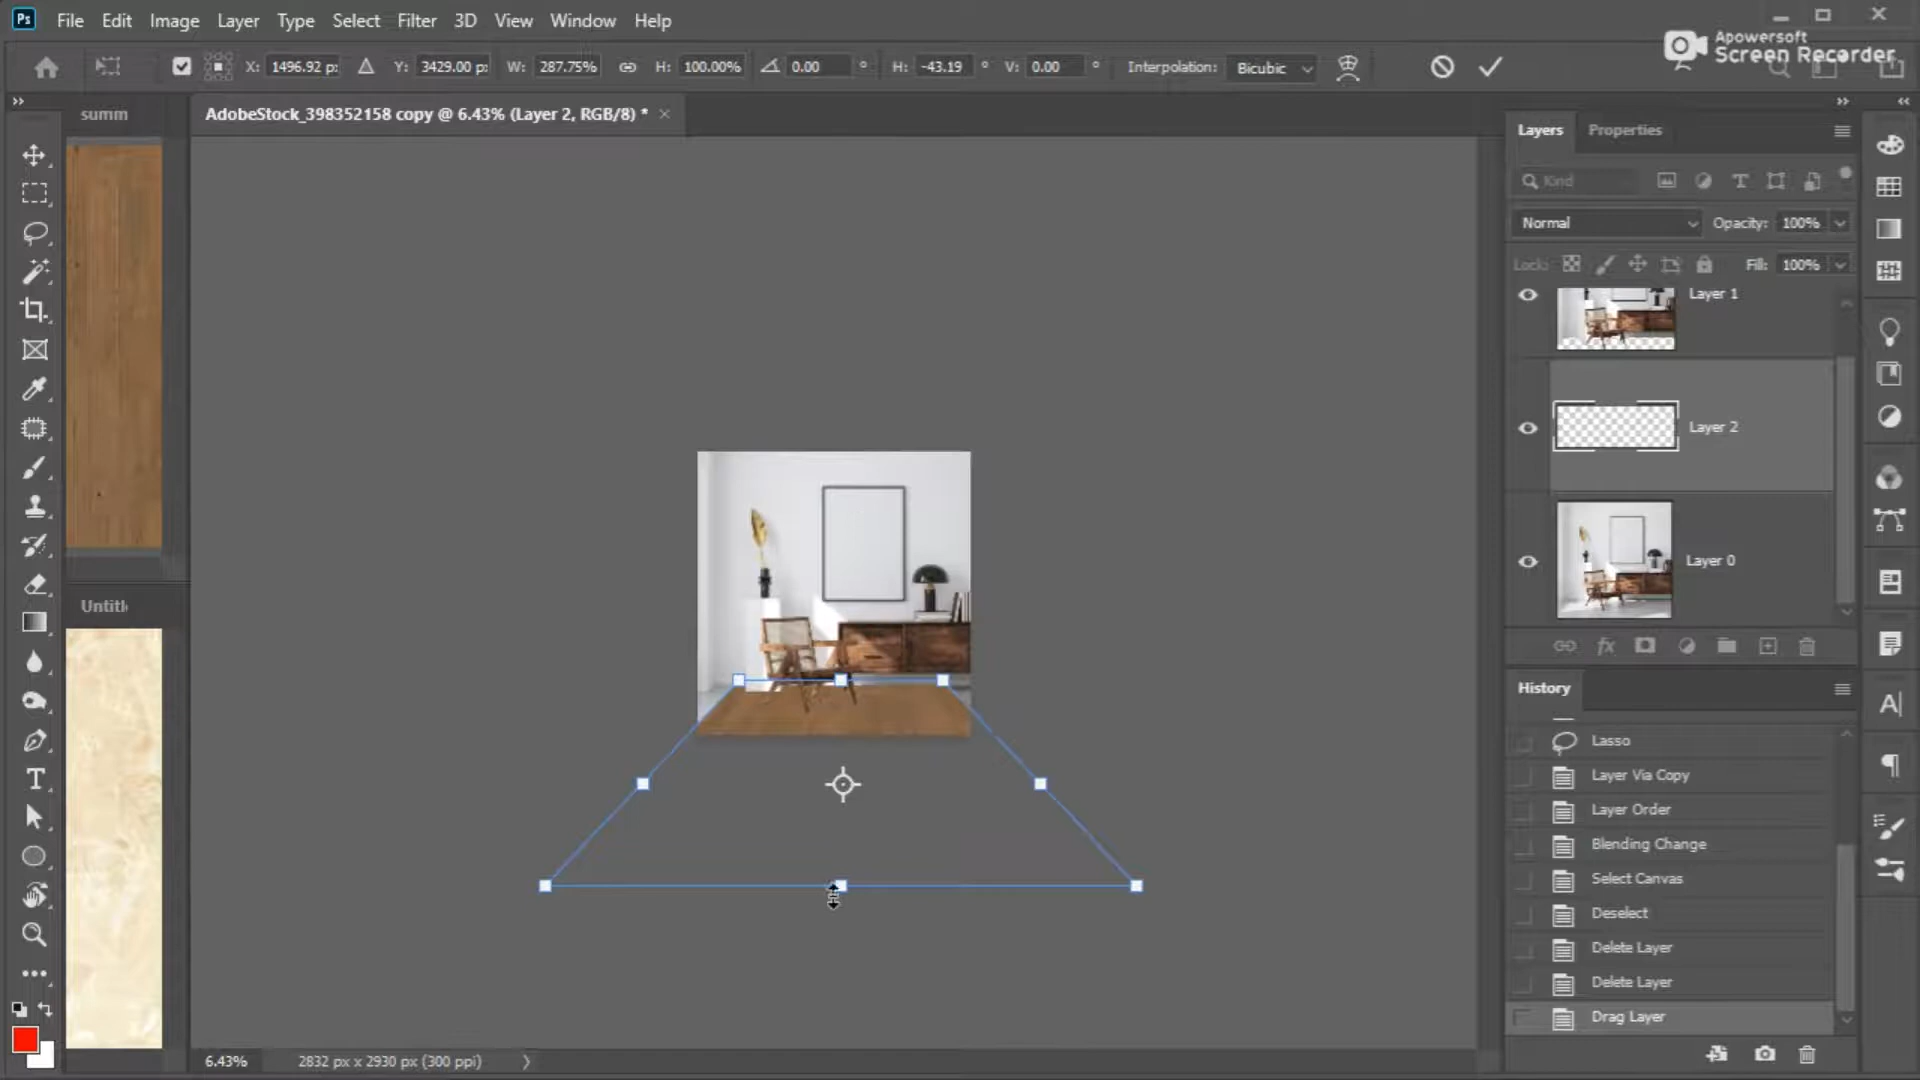 Ps File Edit Image Layer Type Select Filter 3D View Window Help
Apowersoft
Screen Recorder
X: 1496.92 p: Y: 3429.00 p: W: 287.75% H: 100.00% 0.00 ° H: -43.19 ° V: 0.00 ° Interpolation: Bicubic
summ
AdobeStock_398352158 copy @ 6.43% (Layer 2, RGB/8) *
Layers Properties
Kind
Normal Opacity: 100%
Lock: Fill: 100%
Layer 1
Layer 2
Layer 0
Untitl
History
Lasso
Layer Via Copy
Layer Order
Blending Change
Select Canvas
Deselect
Delete Layer
Delete Layer
Drag Layer
6.43% 2832 px x 2930 px (300 ppi)